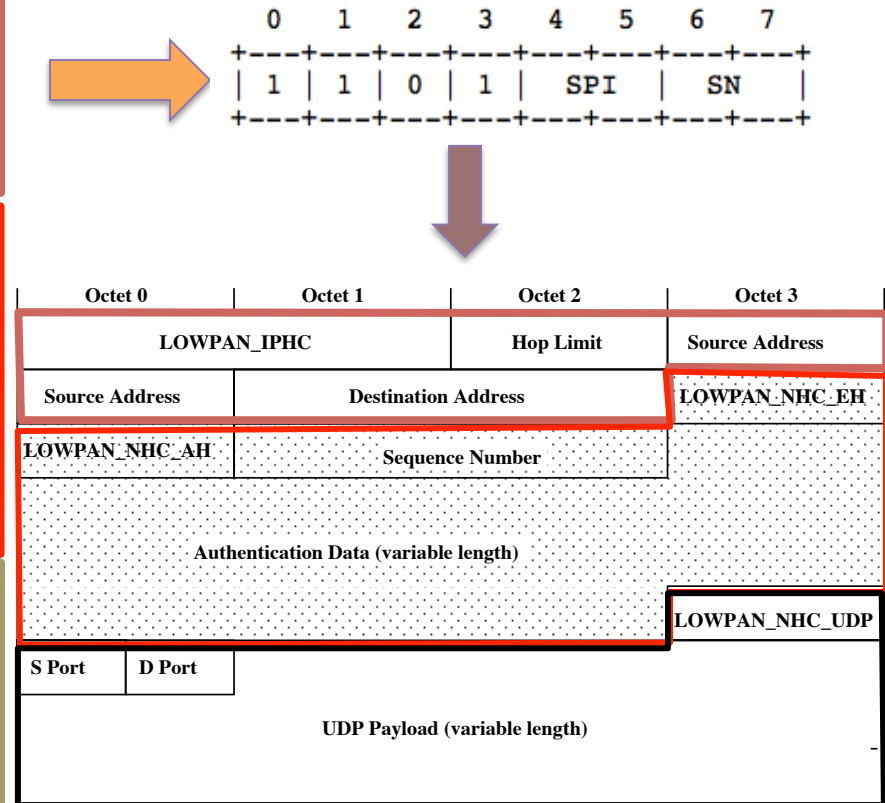 0 1 2 3 4 5 6 7
+---+---+---+---+---+---+---+---+
| 1 | 1 | 0 | 1 | SPI | SN |
+---+---+---+---+---+---+---+---+
Octet 0 Octet 1 Octet 2 Octet 3
LOWPAN_IPHC Hop Limit Source Address
Source Address Destination Address LOWPAN_NHC_EH
LOWPAN_NHC_AH Sequence Number
Authentication Data (variable length)
LOWPAN_NHC_UDP
S Port D Port
UDP Payload (variable length)